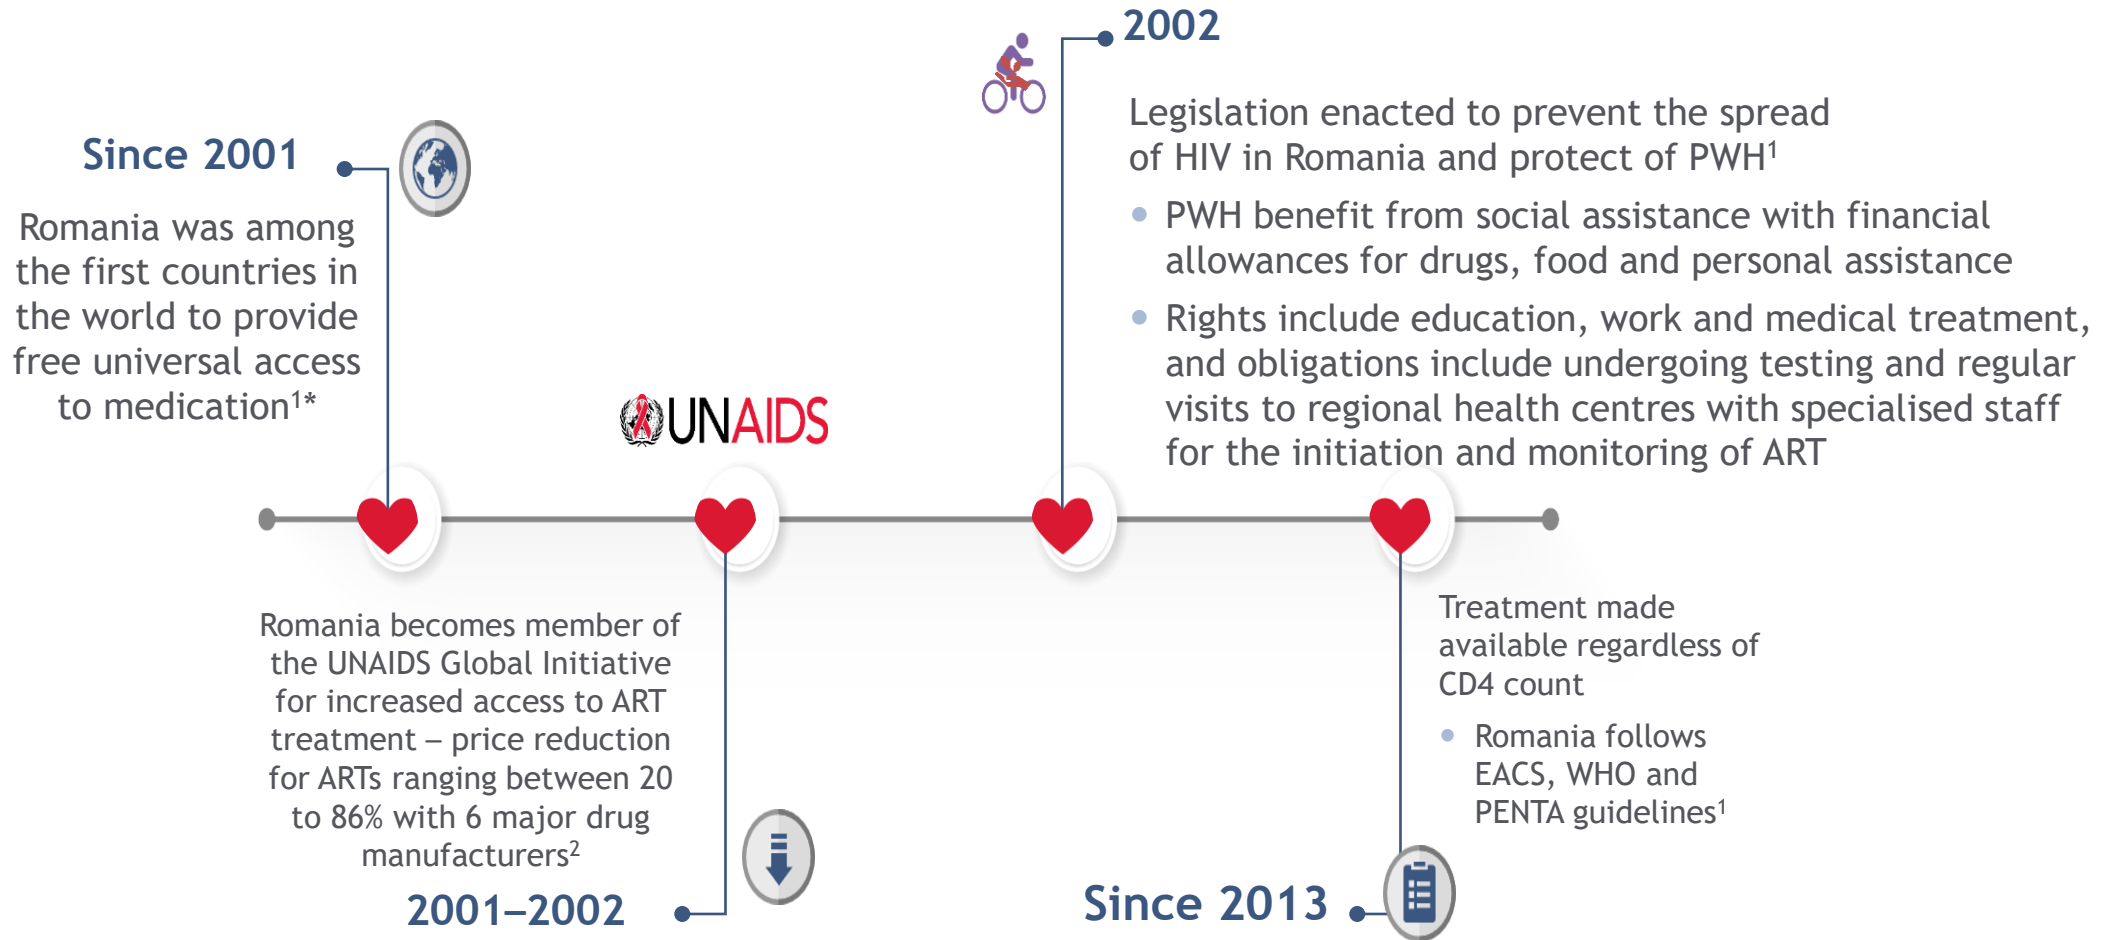 Since 2001
Romania was among
the first countries in
the world to provide
free universal access
to medication¹*
UNAIDS
Romania becomes member of
the UNAIDS Global Initiative
for increased access to ART
treatment – price reduction
for ARTs ranging between 20
to 86% with 6 major drug
manufacturers²
2001–2002
2002
Legislation enacted to prevent the spread
of HIV in Romania and protect of PWH¹
• PWH benefit from social assistance with financial
allowances for drugs, food and personal assistance
• Rights include education, work and medical treatment,
and obligations include undergoing testing and regular
visits to regional health centres with specialised staff
for the initiation and monitoring of ART
Treatment made
available regardless of
CD4 count
• Romania follows
EACS, WHO and
PENTA guidelines¹
Since 2013